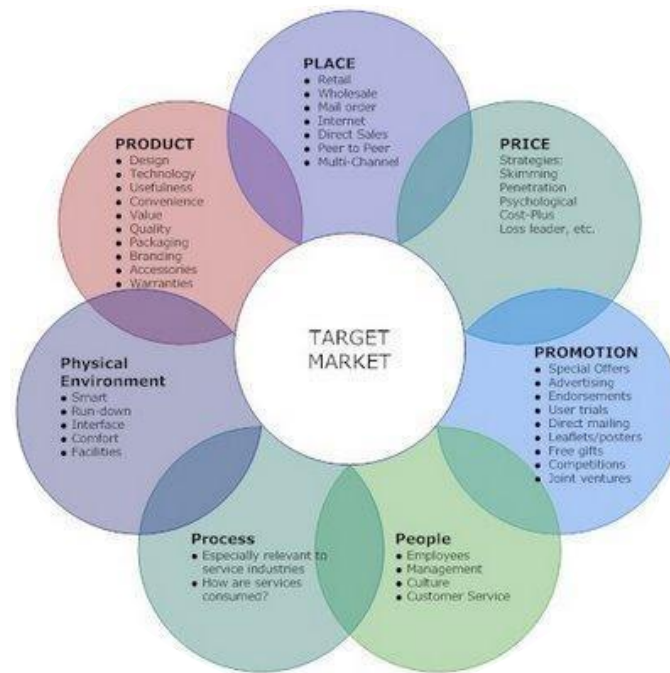 PLACE
● Retail
● Wholesale
● Mail order
● Internet
● Direct Sales
● Peer to Peer
● Multi-Channel
PRODUCT
● Design
● Technology
● Usefulness
● Convenience
● Value
● Quality
● Packaging
● Branding
● Accessories
● Warranties
PRICE
Strategies:
Skimming
Penetration
Psychological
Cost-Plus
Loss leader, etc.
TARGET
MARKET
Physical
Environment
● Smart
● Run-down
● Interface
● Comfort
● Facilities
PROMOTION
● Special Offers
● Advertising
● Endorsements
● User trials
● Direct mailing
● Leaflets/posters
● Free gifts
● Competitions
● Joint ventures
Process
● Especially relevant to
service industries
● How are services
consumed?
People
● Employees
● Management
● Culture
● Customer Service